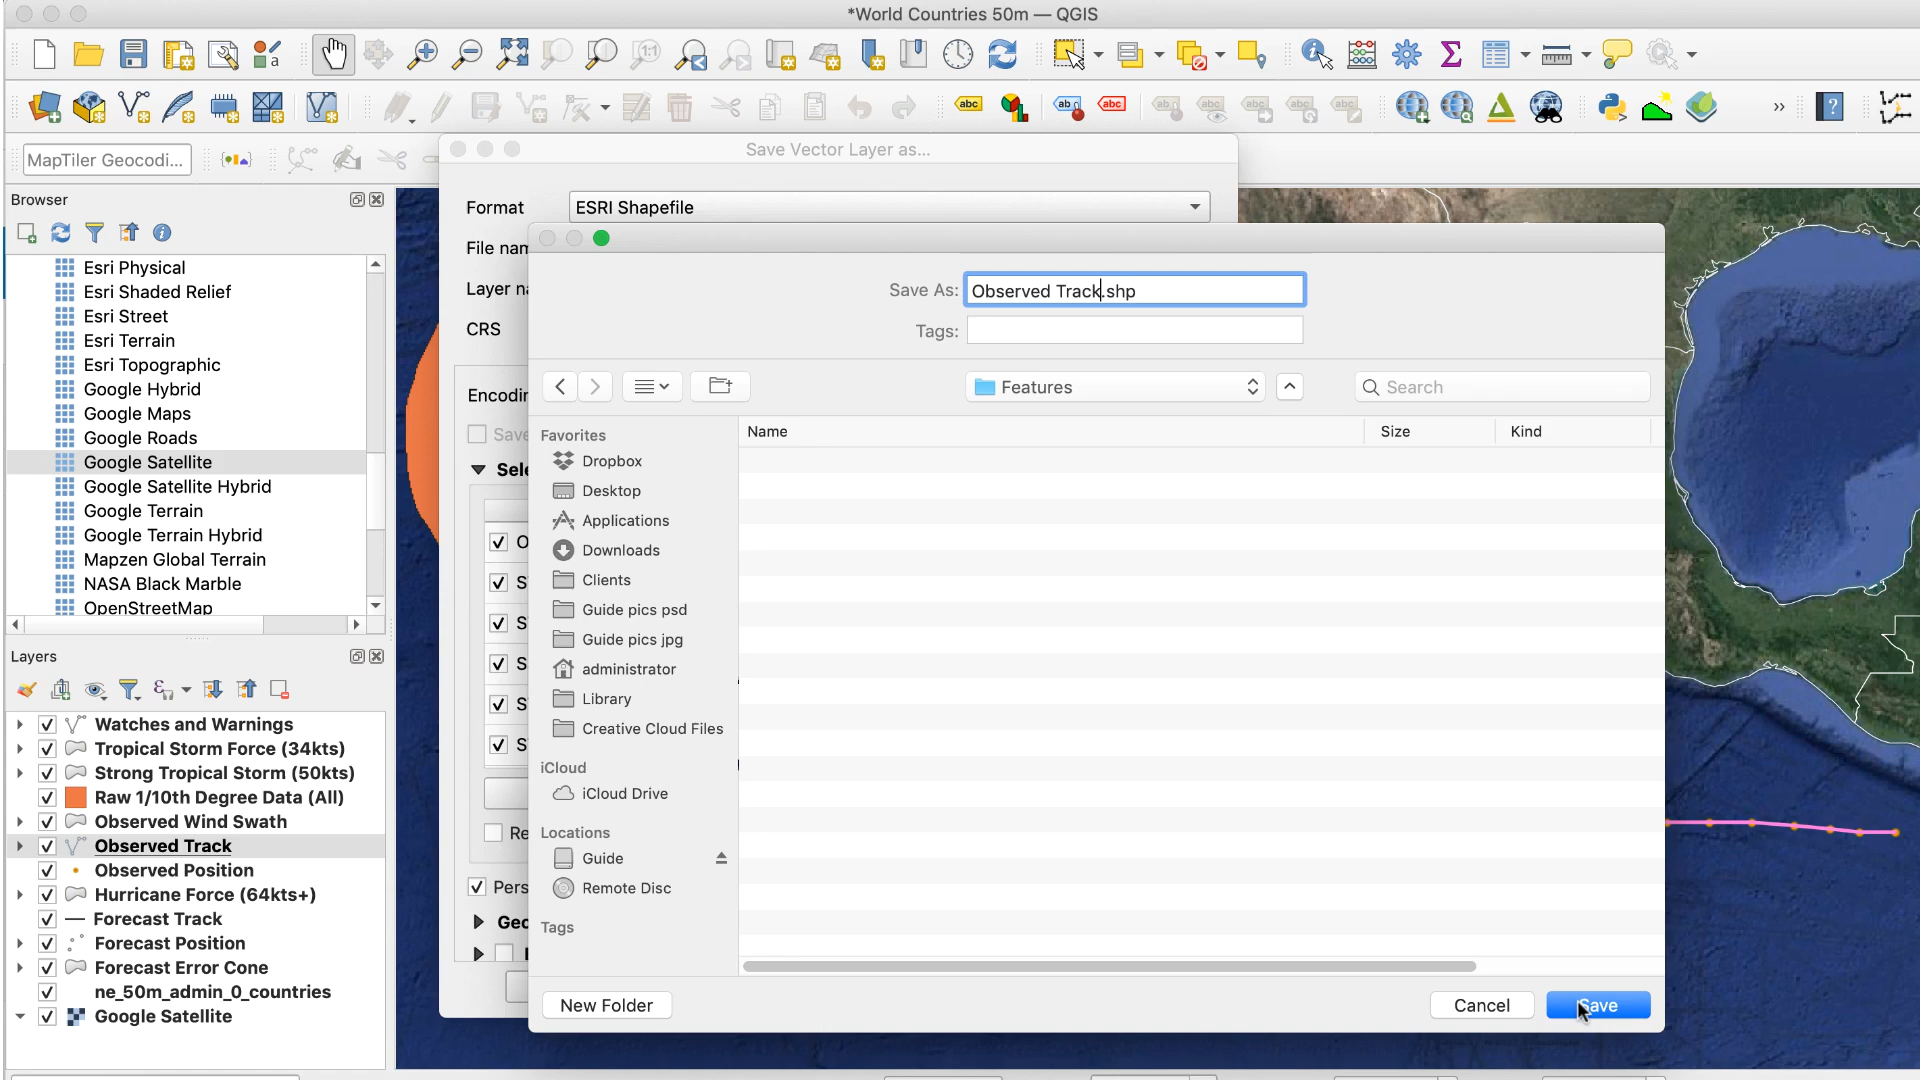 *World Countries 50m — QGIS
MapTiler Geocodi...
Browser
Esri Physical
Esri Shaded Relief
Esri Street
Esri Terrain
Esri Topographic
Google Hybrid
Google Maps
Google Roads
Google Satellite
Google Satellite Hybrid
Google Terrain
Google Terrain Hybrid
Mapzen Global Terrain
NASA Black Marble
OpenStreetMap
Layers
Watches and Warnings
Tropical Storm Force (34kts)
Strong Tropical Storm (50kts)
Raw 1/10th Degree Data (All)
Observed Wind Swath
Observed Track
Observed Position
Hurricane Force (64kts+)
Forecast Track
Forecast Position
Forecast Error Cone
ne_50m_admin_0_countries
Google Satellite
Save Vector Layer as...
Format ESRI Shapefile
File nam
Layer na
CRS
Encodin
Save
Sele
O
S
S
S
S
S
Re
Pers
Geo
Save As: Observed Track.shp
Tags:
Features
Search
Name Size Kind
Favorites
Dropbox
Desktop
Applications
Downloads
Clients
Guide pics psd
Guide pics jpg
administrator
Library
Creative Cloud Files
iCloud
iCloud Drive
Locations
Guide
Remote Disc
Tags
New Folder Cancel Save